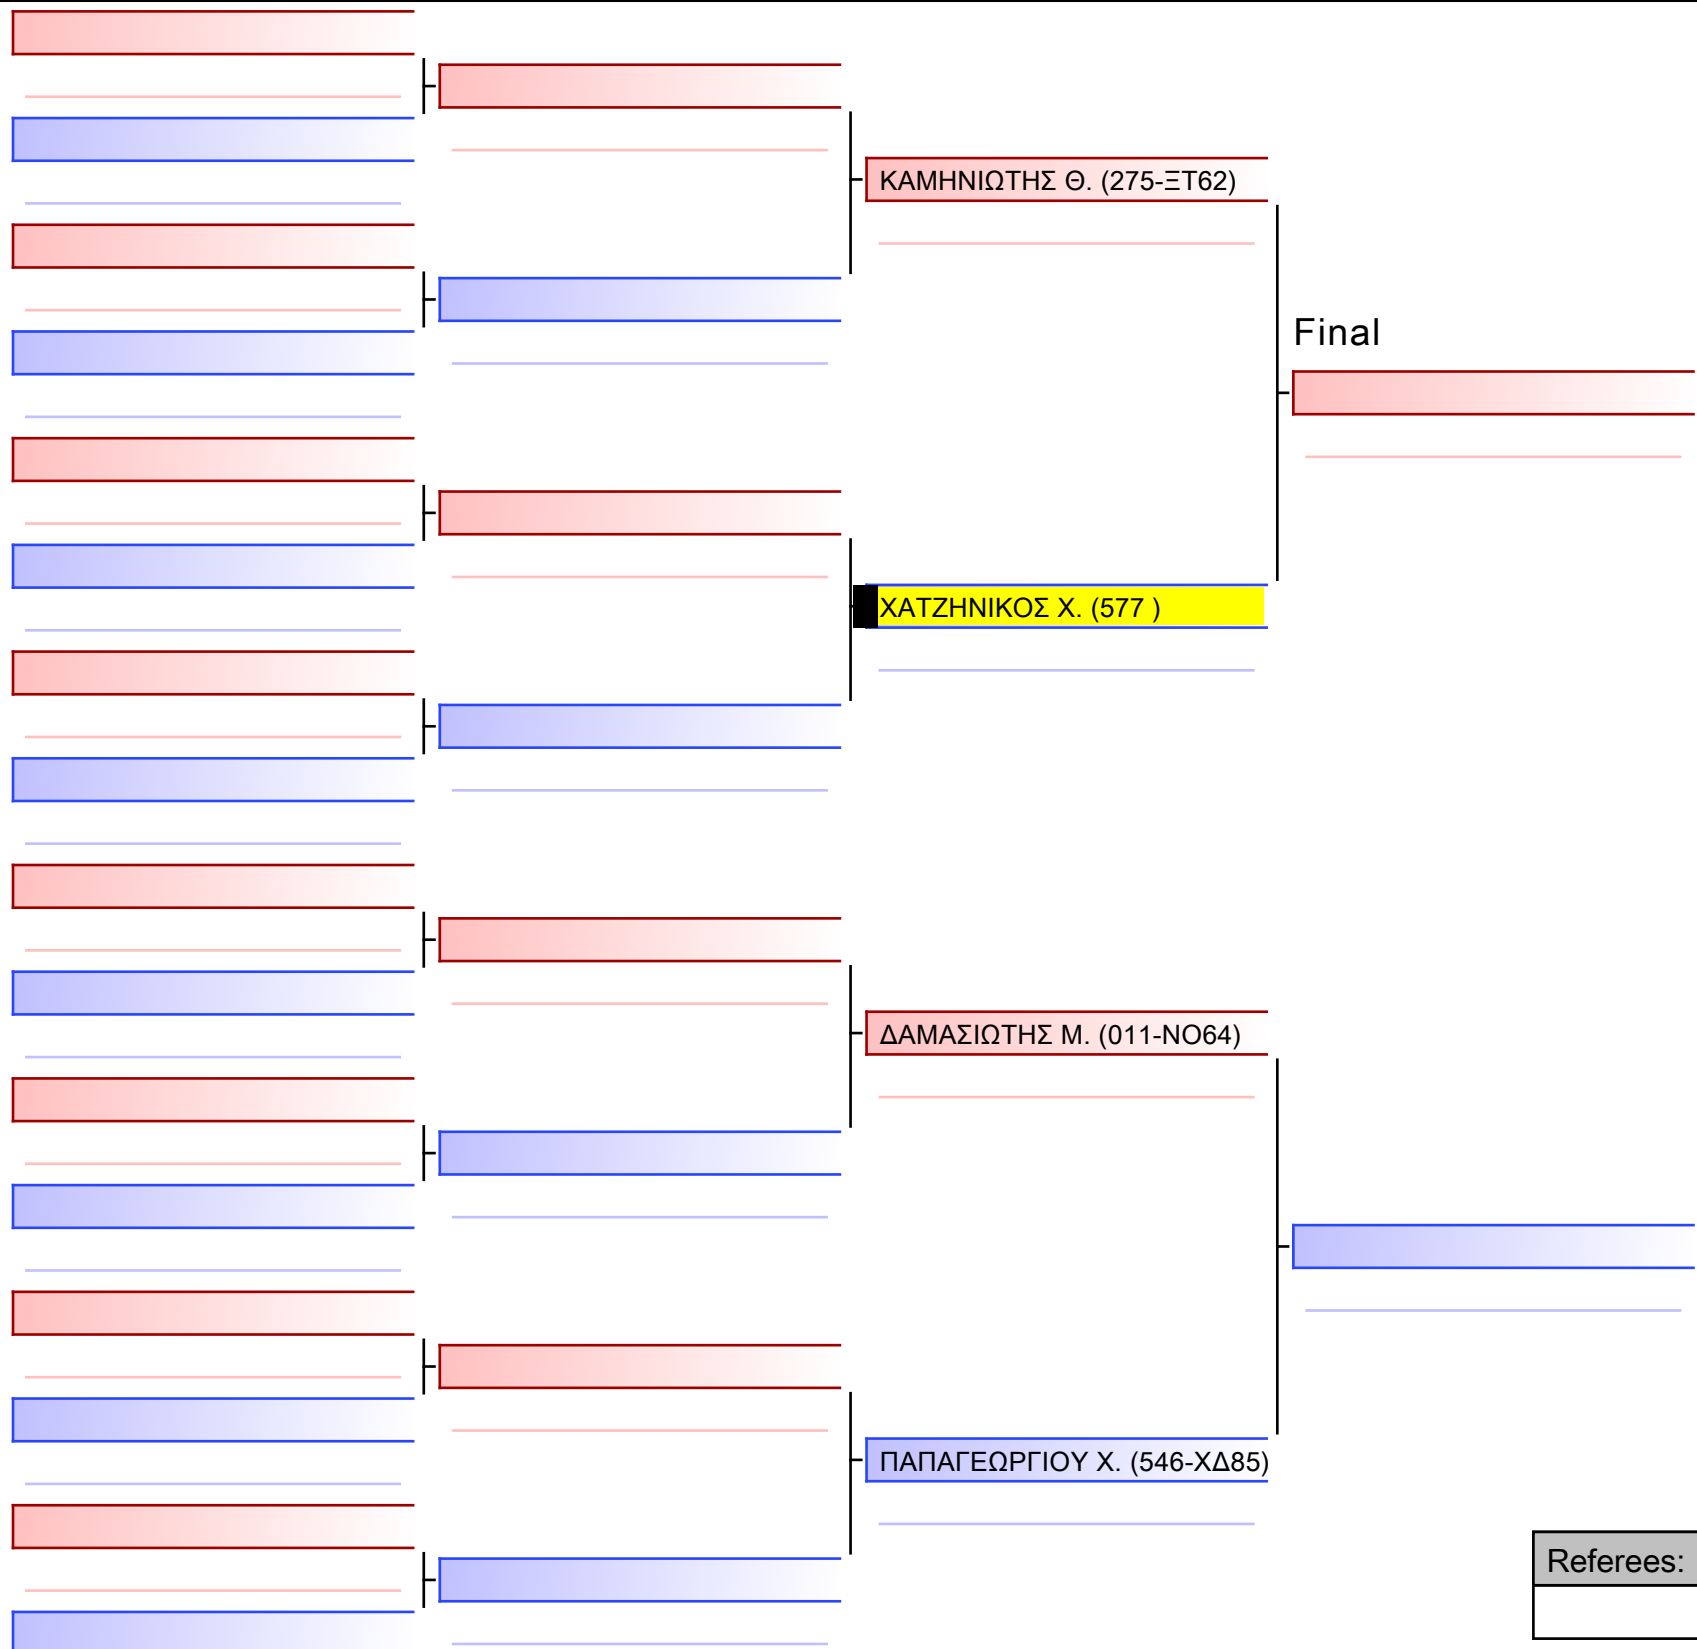 ΚΑΜΗΝΙΩΤΗΣ Θ. (275-ΞΤ62)
Final
ΧΑΤΖΗΝΙΚΟΣ Χ. (577 )
ΔΑΜΑΣΙΩΤΗΣ Μ. (011-ΝΟ64)
ΠΑΠΑΓΕΩΡΓΙΟΥ Χ. (546-ΧΔ85)
Referees: